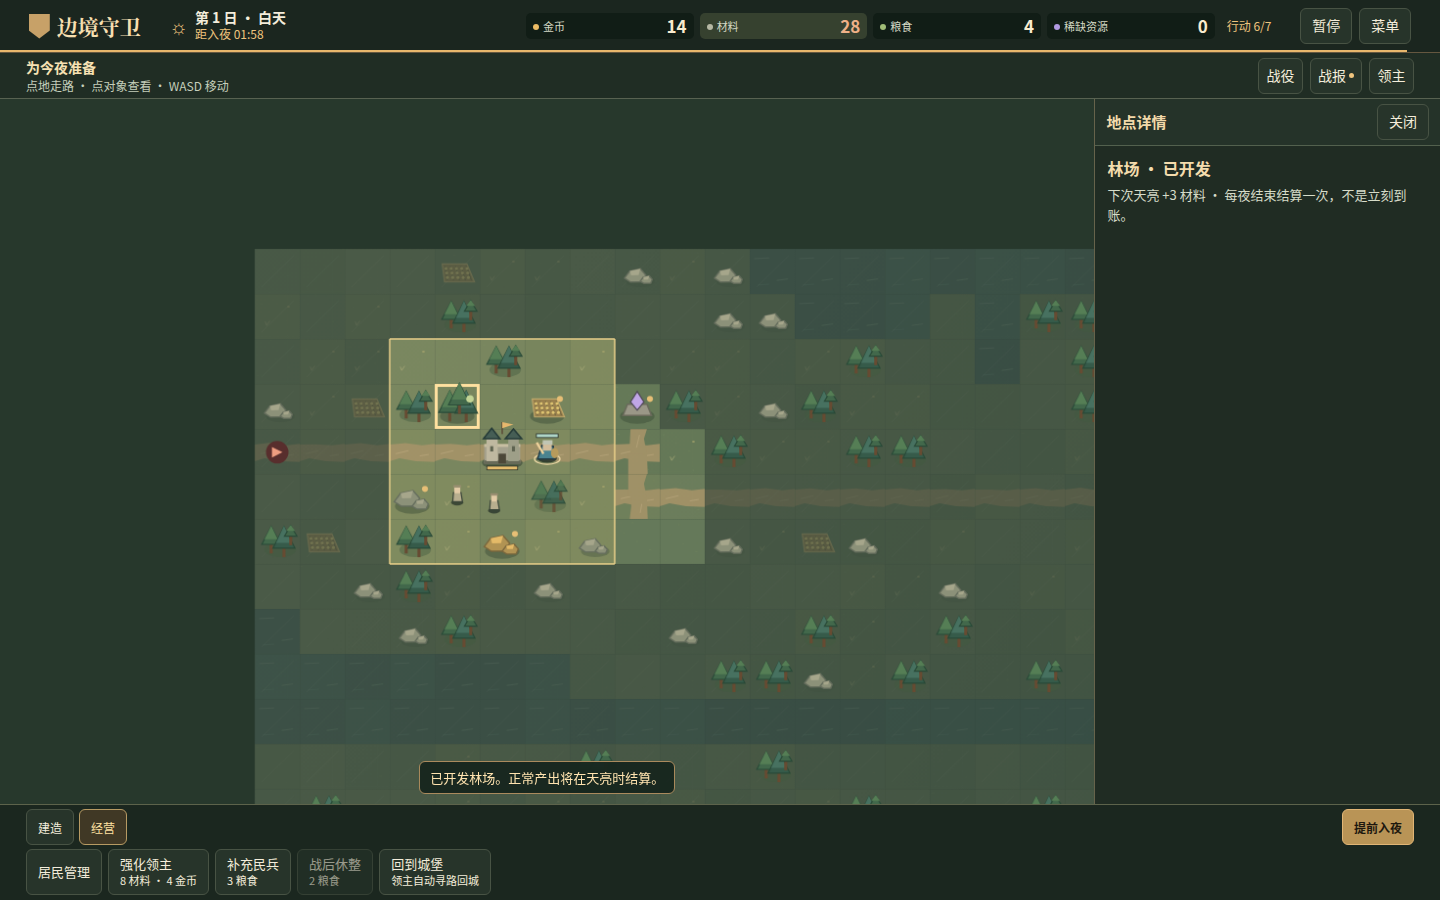 边境守卫
第 1 日 · 白天
距入夜 01:58
金币 14
材料 28
粮食 4
稀缺资源 0
行动 6/7
暂停
菜单
为今夜准备
点地走路 · 点对象查看 · WASD 移动
战役
战报
领主
地点详情
关闭
林场 · 已开发
下次天亮 +3 材料 · 每夜结束结算一次，不是立刻到
账。
已开发林场。正常产出将在天亮时结算。
建造
经营
提前入夜
居民管理
强化领主
8 材料 · 4 金币
补充民兵
3 粮食
战后休整
2 粮食
回到城堡
领主自动寻路回城